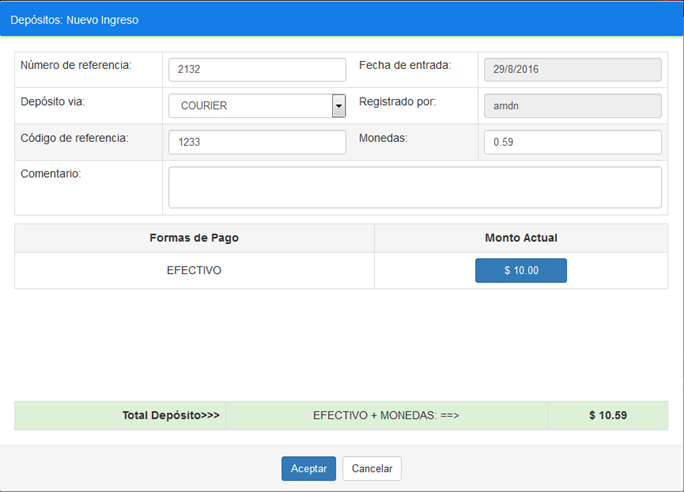 Depósitos: Nuevo Ingreso
Número de referencia: 2132 Fecha de entrada: 29/8/2016
Depósito via: COURIER Registrado por: amdn
Código de referencia: 1233 Monedas: 0.59
Comentario:
Formas de Pago Monto Actual
EFECTIVO $ 10.00
Total Depósito>>> EFECTIVO + MONEDAS: ==> $ 10.59
Aceptar Cancelar